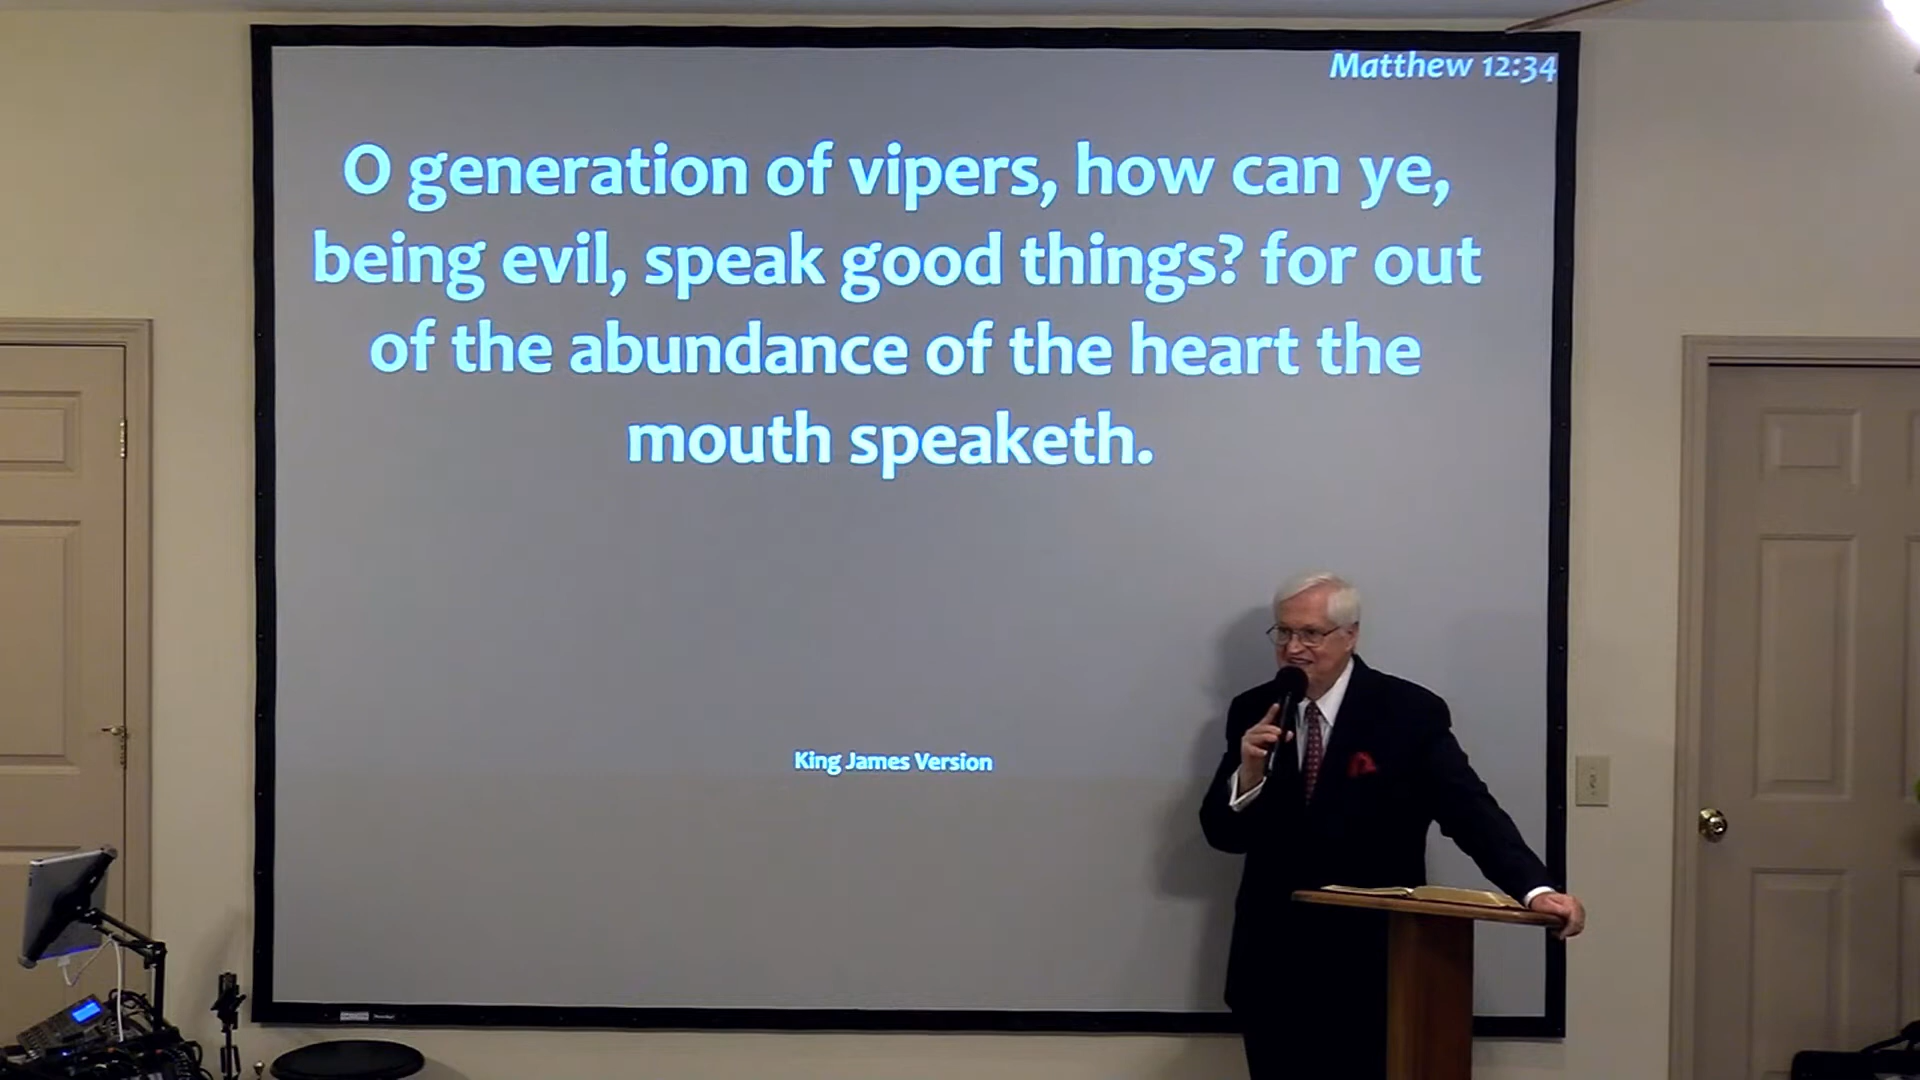 Matthew 12:34
O generation of vipers, how can ye,
being evil, speak good things? for out
of the abundance of the heart the
mouth speaketh.
King James Version